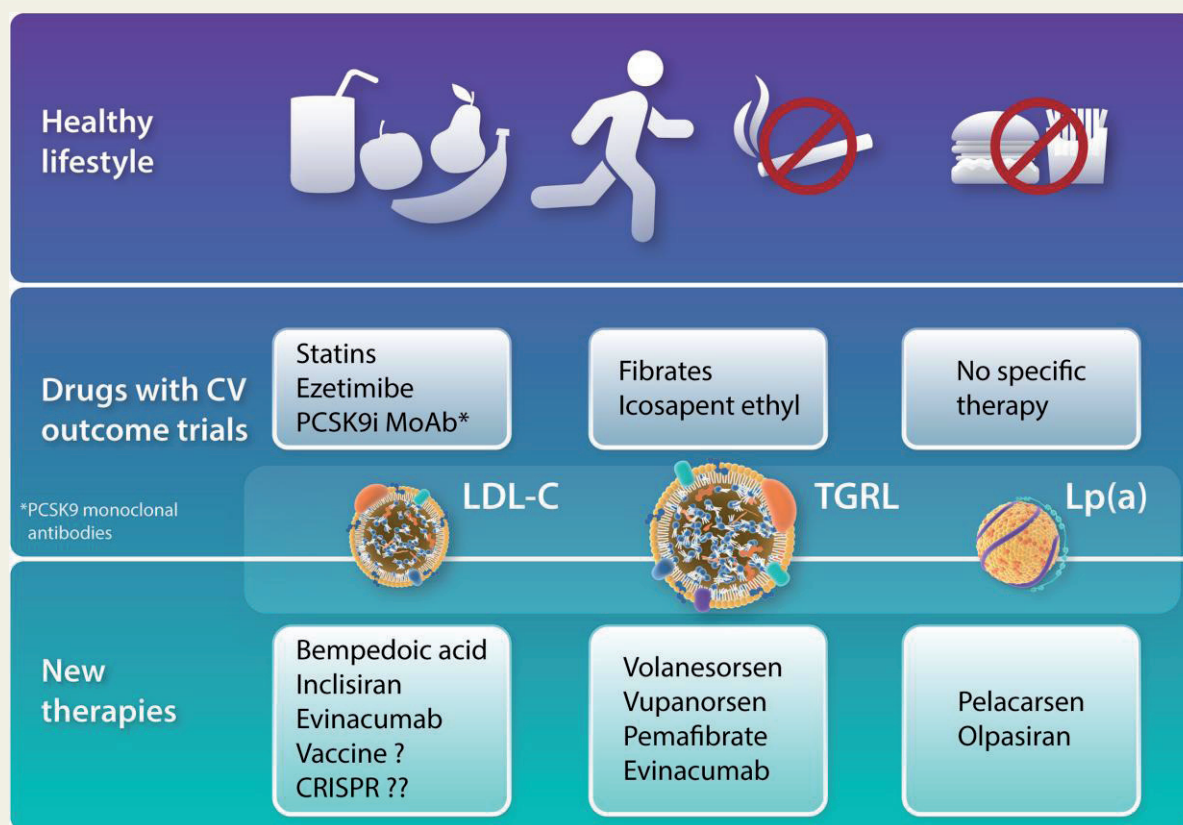 Healthy
lifestyle
Drugs with CV
outcome trials
*PCSK9 monoclonal
antibodies
Statins
Ezetimibe
PCSK9i MoAb*
Fibrates
Icosapent ethyl
No specific
therapy
LDL-C
TGRL
Lp(a)
New
therapies
Bempedoic acid
Inclisiran
Evinacumab
Vaccine ?
CRISPR ??
Volanesorsen
Vupanorsen
Pemafibrate
Evinacumab
Pelacarsen
Olpasiran